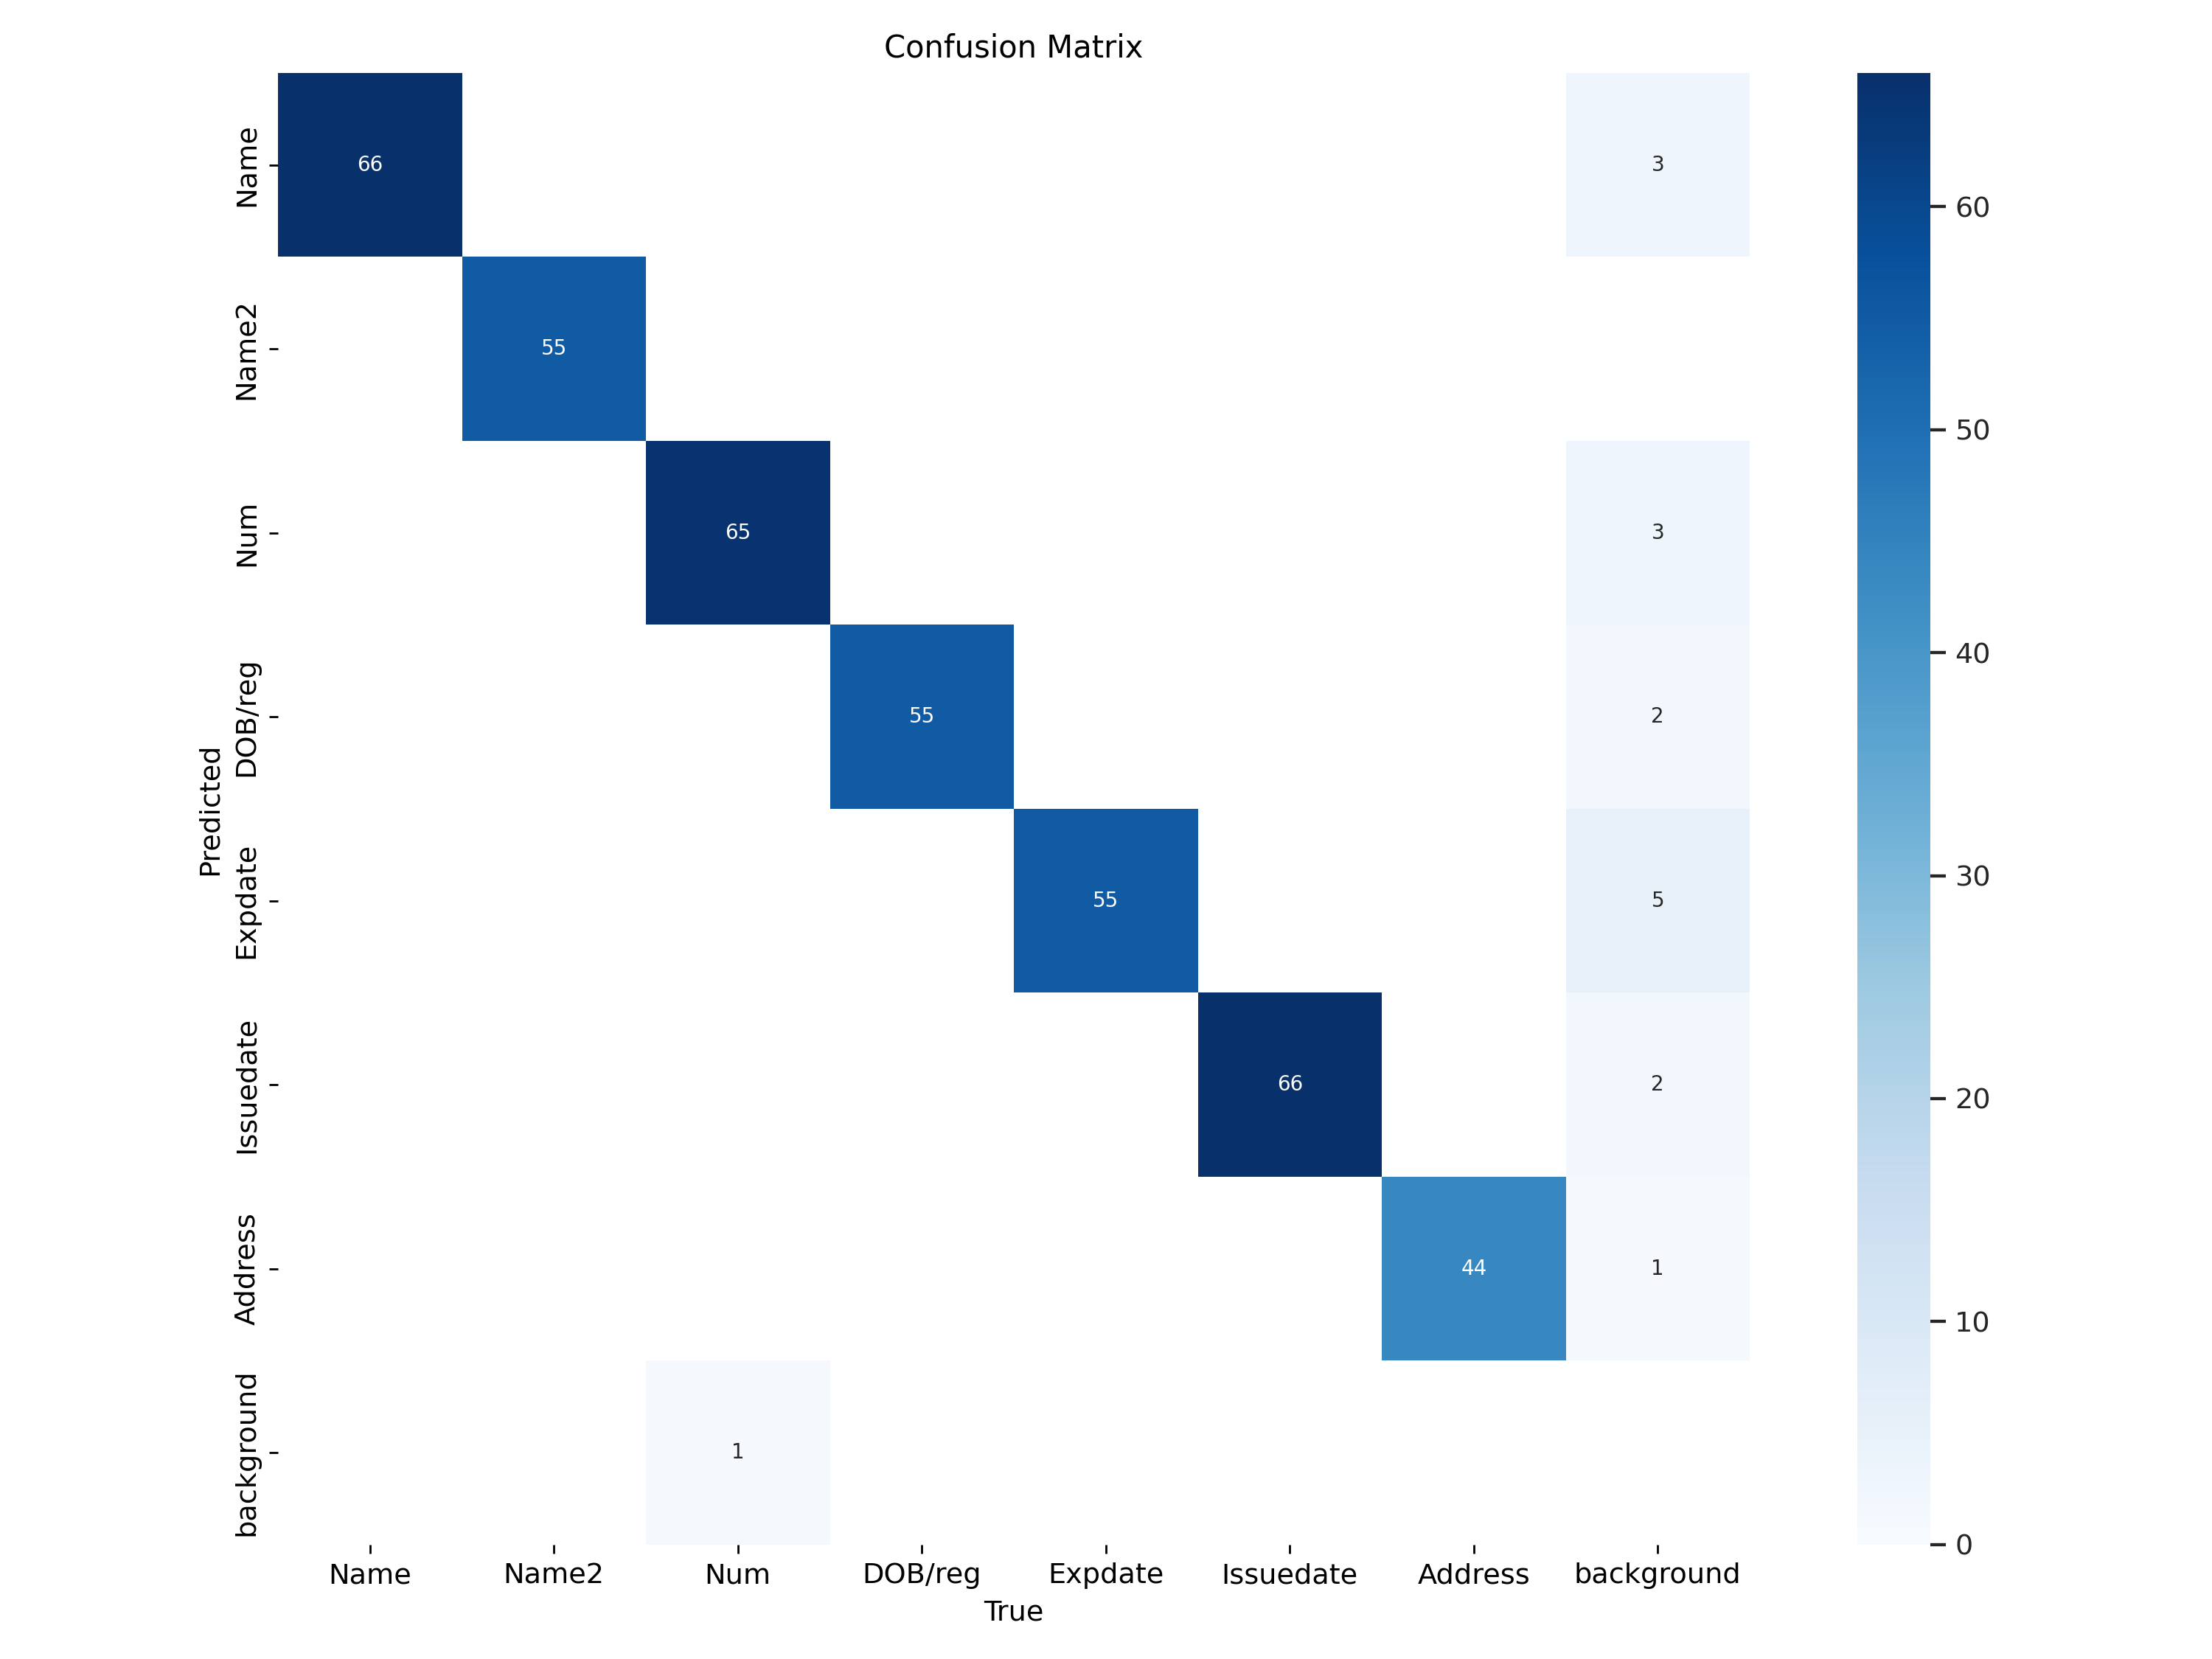 Confusion Matrix
Predicted
Name
66
3
Name2
55
Num
65
3
DOB/reg
55
2
Expdate
55
5
Issuedate
66
2
Address
44
1
background
1
Name
Name2
Num
DOB/reg
Expdate
Issuedate
Address
background
True
60
50
40
30
20
10
0